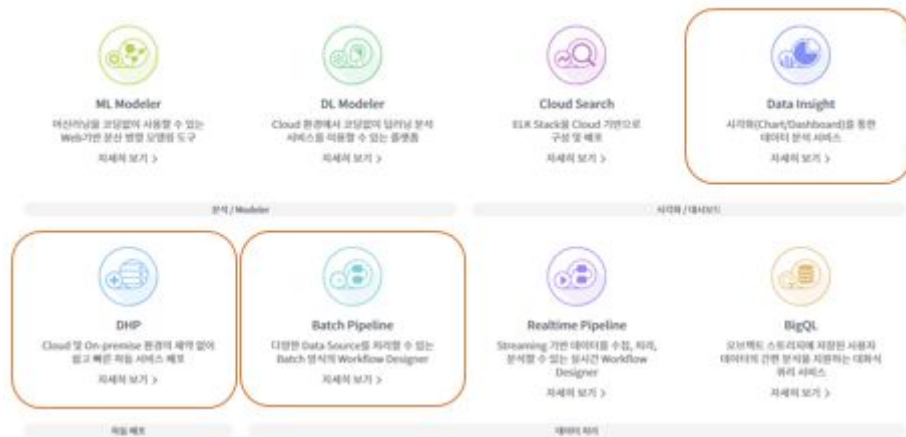 ML Modeler
머신러닝을 코딩없이 사용할 수 있는
Web기반 분산 병렬 모델링 도구
자세히 보기 >
DL Modeler
Cloud 환경에서 코딩없이 딥러닝 분석
서비스를 이용할 수 있는 플랫폼
자세히 보기 >
Cloud Search
ELK Stack을 Cloud 기반으로
구성 및 배포
자세히 보기 >
Data Insight
시각화(Chart/Dashboard)를 통한
데이터 분석 서비스
자세히 보기 >
분석 / Modeler
시각화 / 대시보드
DHP
Cloud 및 On-premise 환경의 제약 없이
쉽고 빠른 하둡 서비스 배포
자세히 보기 >
Batch Pipeline
다양한 Data Source를 처리할 수 있는
Batch 방식의 Workflow Designer
자세히 보기 >
Realtime Pipeline
Streaming 기반 데이터를 수집, 처리,
분석할 수 있는 실시간 Workflow
Designer
자세히 보기 >
BigQL
오브젝트 스토리지에 저장된 사용자
데이터의 간편 분석을 지원하는 대화식
쿼리 서비스
자세히 보기 >
하둡 배포
데이터 처리